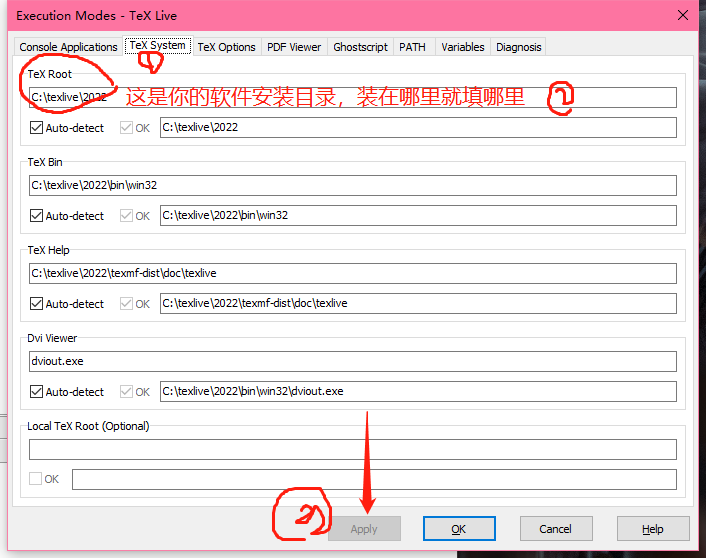 Execution Modes - TeX Live
Console Applications TeX System TeX Options PDF Viewer Ghostscript PATH Variables Diagnosis
1
TeX Root
C:\texlive\2022
这是你的软件安装目录，装在哪里就填哪里
Auto-detect OK C:\texlive\2022
TeX Bin
C:\texlive\2022\bin\win32
Auto-detect OK C:\texlive\2022\bin\win32
TeX Help
C:\texlive\2022\texmf-dist\doc\texlive
Auto-detect OK C:\texlive\2022\texmf-dist\doc\texlive
Dvi Viewer
dviout.exe
Auto-detect OK C:\texlive\2022\bin\win32\dviout.exe
Local TeX Root (Optional)
OK
Apply OK Cancel Help